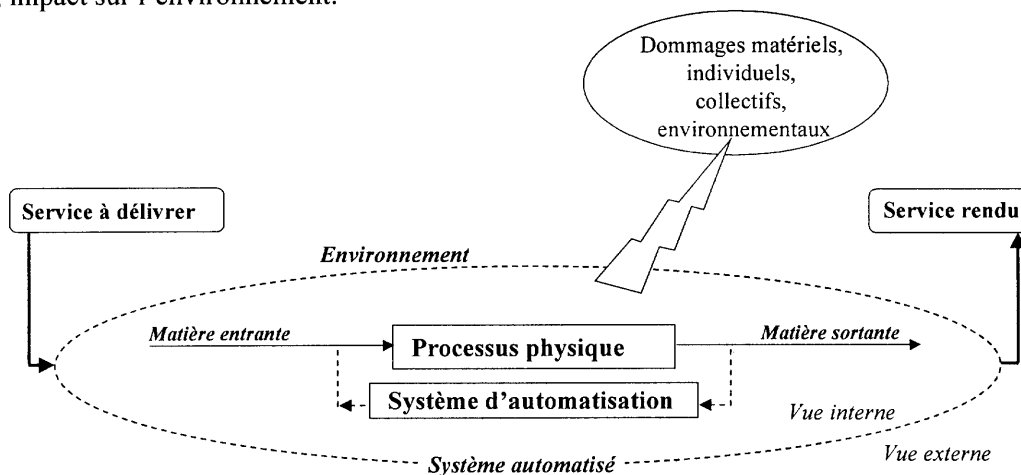 impact sur l'environnement.
Dommages matériels,
individuels,
collectifs,
environnementaux
Service à délivrer
Service rendu
Environnement
Matière entrante
Processus physique
Matière sortante
Système d'automatisation
Vue interne
Système automatisé
Vue externe